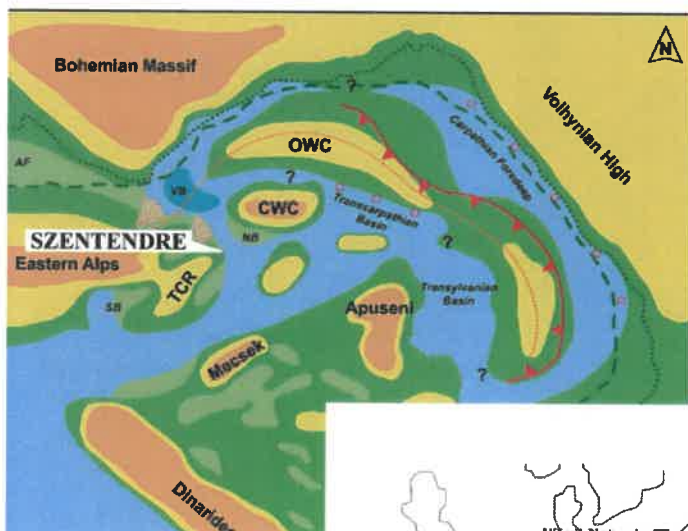 N
Bohemian Massif
Volhynian High
?
OWC
Carpathian Foredeep
AF
VB
?
CWC
Transcarpathian
Basin
SZENTENDRE
NB
?
Eastern Alps
TCR
Transylvanian
Basin
SB
Apuseni
Mecsek
?
Dinarides